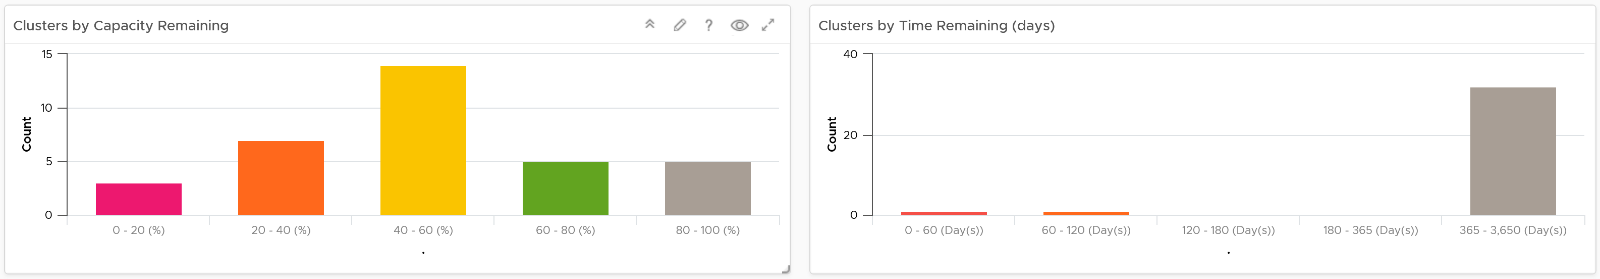 Clusters by Capacity Remaining
?
15
10
5
0
Count
0 - 20 (%)
20 - 40 (%)
40 - 60 (%)
60 - 80 (%)
80 - 100 (%)
.
Clusters by Time Remaining (days)
40
20
0
Count
0 - 60 (Day(s))
60 - 120 (Day(s))
120 - 180 (Day(s))
180 - 365 (Day(s))
365 - 3,650 (Day(s))
.